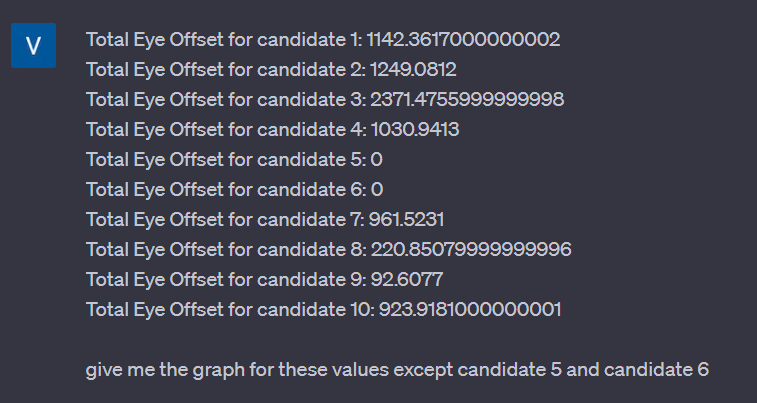 V
Total Eye Offset for candidate 1: 1142.3617000000002
Total Eye Offset for candidate 2: 1249.0812
Total Eye Offset for candidate 3: 2371.4755999999998
Total Eye Offset for candidate 4: 1030.9413
Total Eye Offset for candidate 5: 0
Total Eye Offset for candidate 6: 0
Total Eye Offset for candidate 7: 961.5231
Total Eye Offset for candidate 8: 220.85079999999996
Total Eye Offset for candidate 9: 92.6077
Total Eye Offset for candidate 10: 923.9181000000001
give me the graph for these values except candidate 5 and candidate 6